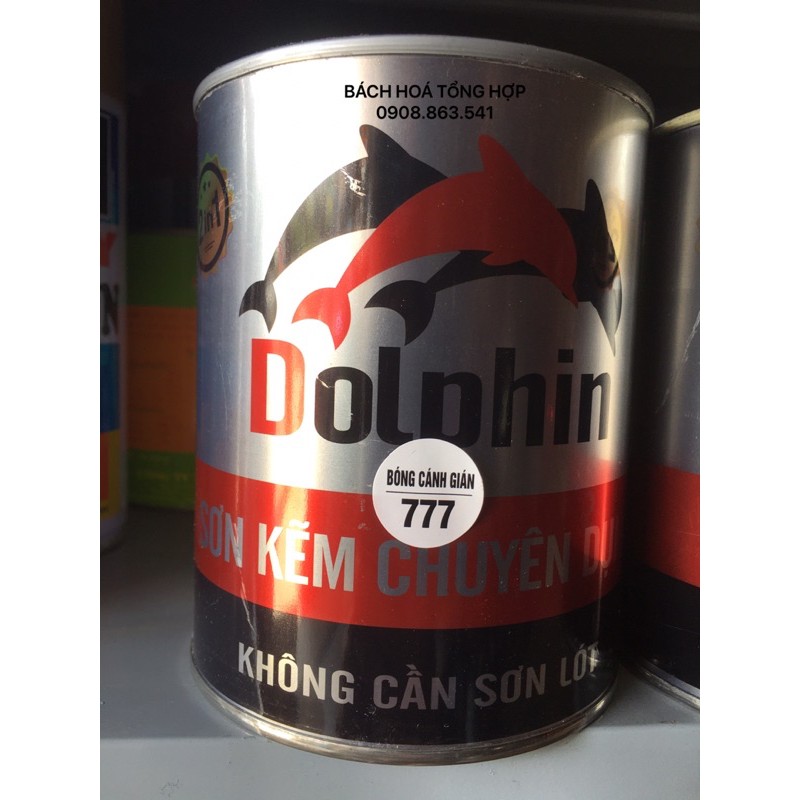 BÁCH HOÁ TỔNG HỢP
0908.863.541
Dolphin
BÓNG CÁNH GIÁN
777
SƠN KẼM CHUYÊN DỤ
KHÔNG CẦN SƠN LÓT